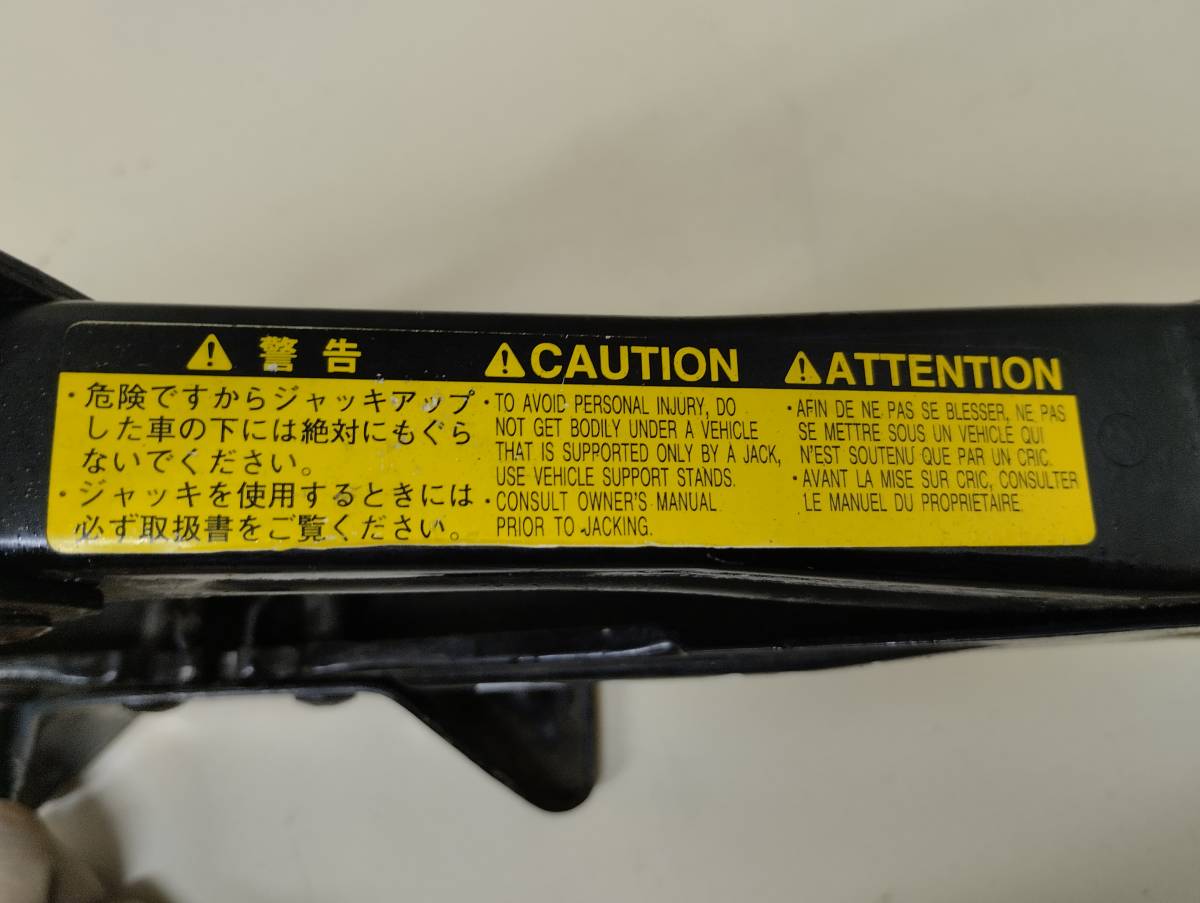 ⚠ 警告
・危険ですからジャッキアップ
した車の下には絶対にもぐら
ないでください。
・ジャッキを使用するときには
必ず取扱書をご覧ください。
⚠CAUTION
・TO AVOID PERSONAL INJURY, DO
NOT GET BODILY UNDER A VEHICLE
THAT IS SUPPORTED ONLY BY A JACK,
USE VEHICLE SUPPORT STANDS.
・CONSULT OWNER'S MANUAL
PRIOR TO JACKING.
⚠ATTENTION
・AFIN DE NE PAS SE BLESSER, NE PAS
SE METTRE SOUS UN VEHICLE QUI
N'EST SOUTENU QUE PAR UN CRIC.
・AVANT LA MISE SUR CRIC, CONSULTER
LE MANUEL DU PROPRIETAIRE.